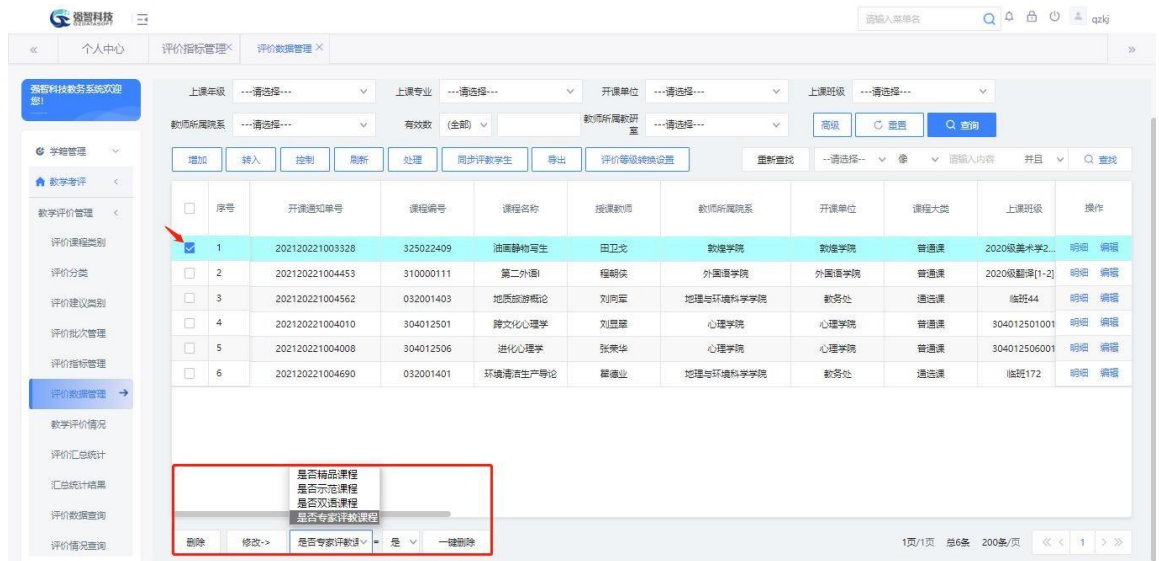 强智科技
QZDATASOFT
请输入菜单名
qzkj
个人中心
评价指标管理×
评价数据管理 ×
强智科技教务系统欢迎
您!
学籍管理
教学考评
教学评价管理
评价课程类别
评价分类
评价建议类别
评价批次管理
评价指标管理
评价数据管理
教学评价情况
评价汇总统计
汇总统计结果
评价数据查询
评价情况查询
上课年级 ---请选择--- 上课专业 ---请选择--- 开课单位 ---请选择--- 上课班级 ---请选择---
教师所属院系 ---请选择--- 有效数 (全部) 教师所属教研
室 ---请选择--- 高级 重置 查询
增加 转入 控制 刷新 处理 同步评教学生 导出 评价等级转换设置 重新查找 --请选择-- 像 请输入内容 并且 查找
序号 开课通知单号 课程编号 课程名称 授课教师 教师所属院系 开课单位 课程大类 上课班级 操作
1 202120221003328 325022409 油画静物写生 田卫戈 敦煌学院 敦煌学院 普通课 2020级美术学2... 明细 编辑
2 202120221004453 310000111 第二外语I 程朝侠 外国语学院 外国语学院 普通课 2020级翻译[1-2] 明细 编辑
3 202120221004562 032001403 地质旅游概论 刘向军 地理与环境科学学院 教务处 通选课 临班44 明细 编辑
4 202120221004010 304012501 跨文化心理学 刘显翠 心理学院 心理学院 普通课 304012501001 明细 编辑
5 202120221004008 304012506 进化心理学 张荣华 心理学院 心理学院 普通课 304012506001 明细 编辑
6 202120221004690 032001401 环境清洁生产导论 瞿德业 地理与环境科学学院 教务处 通选课 临班172 明细 编辑
是否精品课程
是否示范课程
是否双语课程
是否专家评教课程
删除 修改-> 是否专家评教课 = 是 一键删除 1页/1页 总6条 200条/页 1